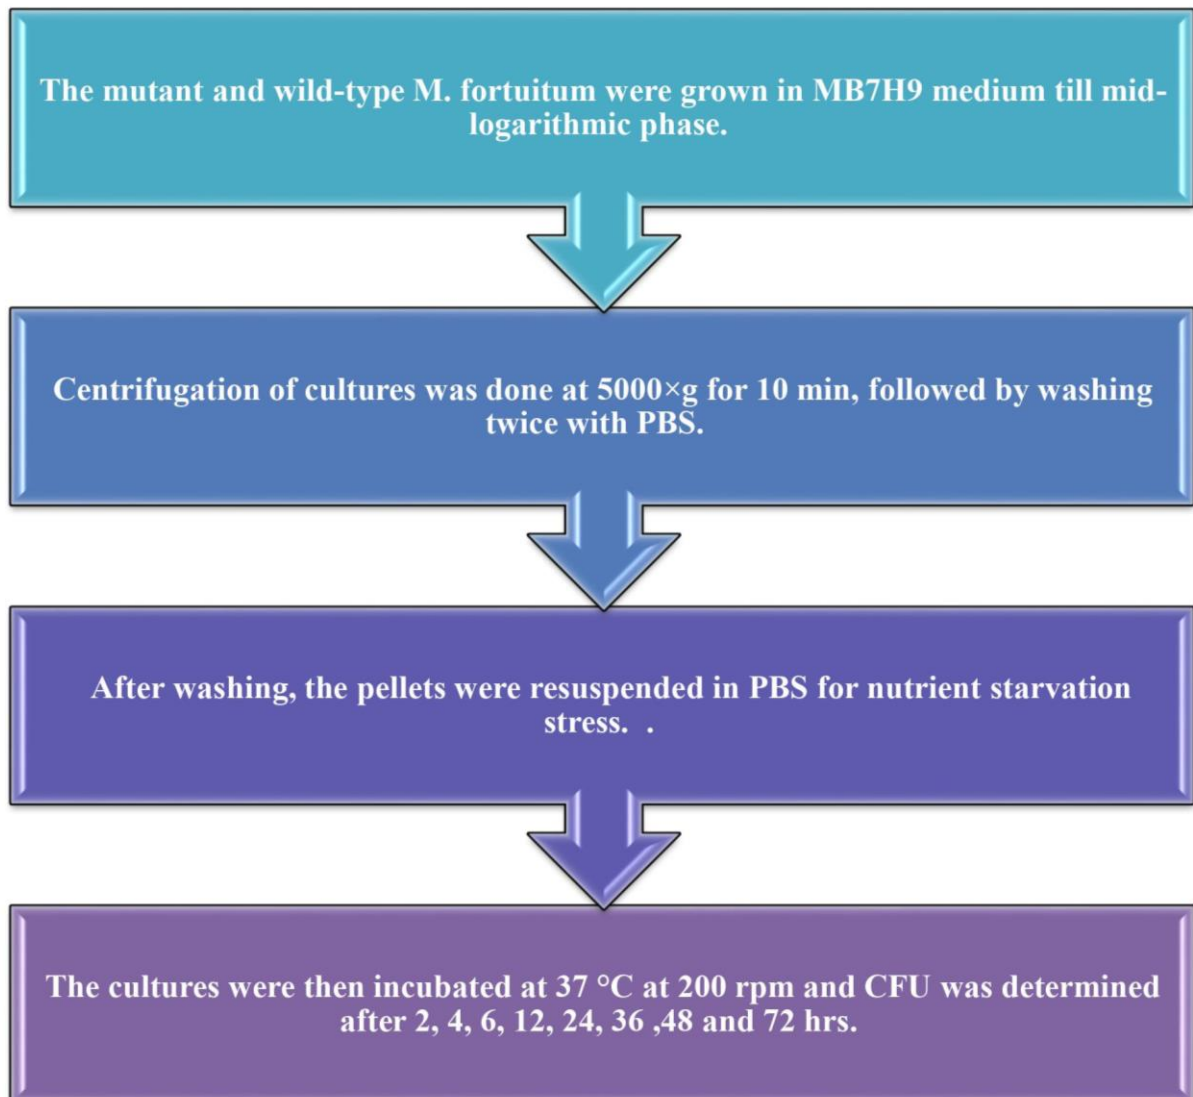 The mutant and wild-type M. fortuitum were grown in MB7H9 medium till mid-
logarithmic phase.
Centrifugation of cultures was done at 5000×g for 10 min, followed by washing
twice with PBS.
After washing, the pellets were resuspended in PBS for nutrient starvation
stress.  .
The cultures were then incubated at 37 °C at 200 rpm and CFU was determined
after 2, 4, 6, 12, 24, 36 ,48 and 72 hrs.